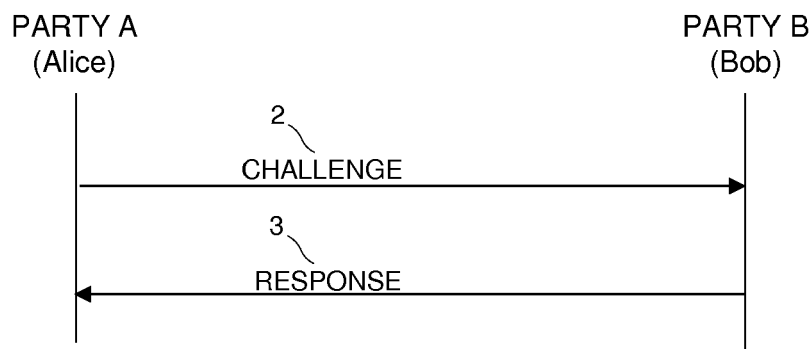 PARTY A
(Alice)
PARTY B
(Bob)
2
CHALLENGE
3
RESPONSE